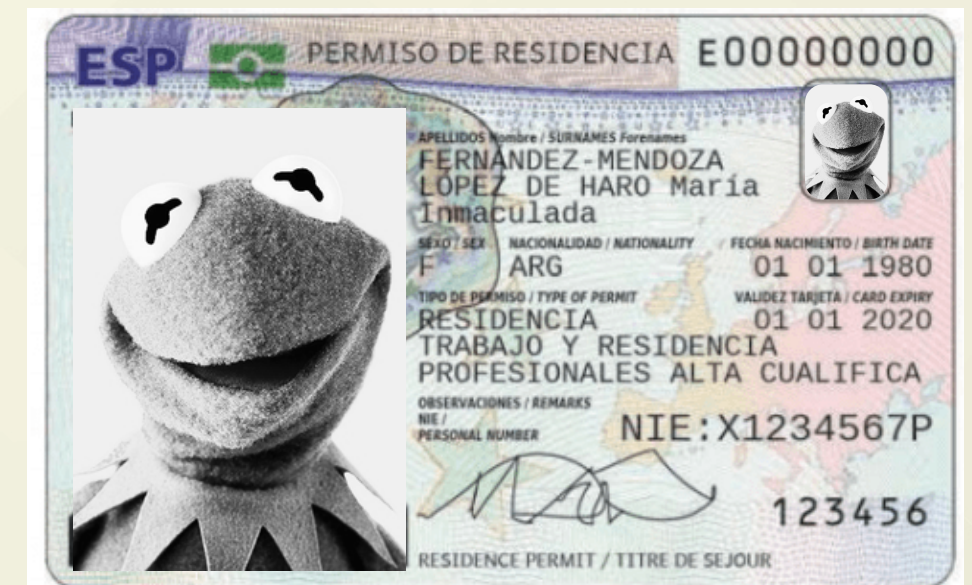 ESP PERMISO DE RESIDENCIA E00000000
APELLIDOS Nombre / SURNAMES Forenames
FERNÁNDEZ-MENDOZA
LÓPEZ DE HARO María
Inmaculada
SEXO / SEX NACIONALIDAD / NATIONALITY FECHA NACIMIENTO / BIRTH DATE
F ARG 01 01 1980
TIPO DE PERMISO / TYPE OF PERMIT VALIDEZ TARJETA / CARD EXPIRY
RESIDENCIA 01 01 2020
TRABAJO Y RESIDENCIA
PROFESIONALES ALTA CUALIFICA
OBSERVACIONES / REMARKS
NIE /
PERSONAL NUMBER
NIE:X1234567P
123456
RESIDENCE PERMIT / TITRE DE SEJOUR